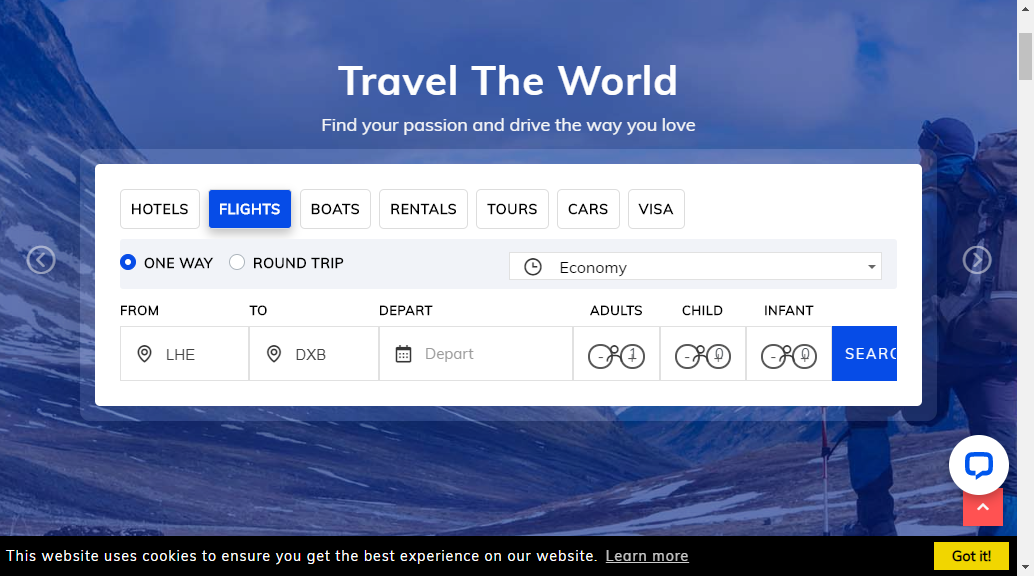 Travel The World
Find your passion and drive the way you love
HOTELS FLIGHTS BOATS RENTALS TOURS CARS VISA
ONE WAY ROUND TRIP Economy
FROM TO DEPART ADULTS CHILD INFANT
LHE DXB Depart - 1 + - 0 + - 0 + SEARC
This website uses cookies to ensure you get the best experience on our website. Learn more Got it!